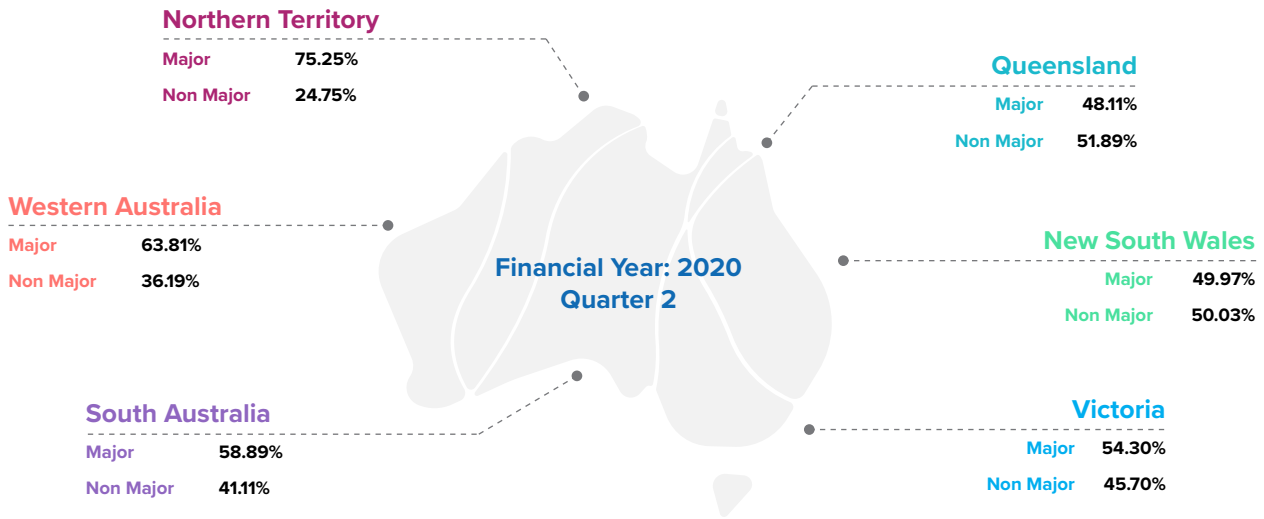 Northern Territory
Major 75.25%
Non Major 24.75%
Queensland
Major 48.11%
Non Major 51.89%
Western Australia
Major 63.81%
Non Major 36.19%
Financial Year: 2020
Quarter 2
New South Wales
Major 49.97%
Non Major 50.03%
South Australia
Major 58.89%
Non Major 41.11%
Victoria
Major 54.30%
Non Major 45.70%